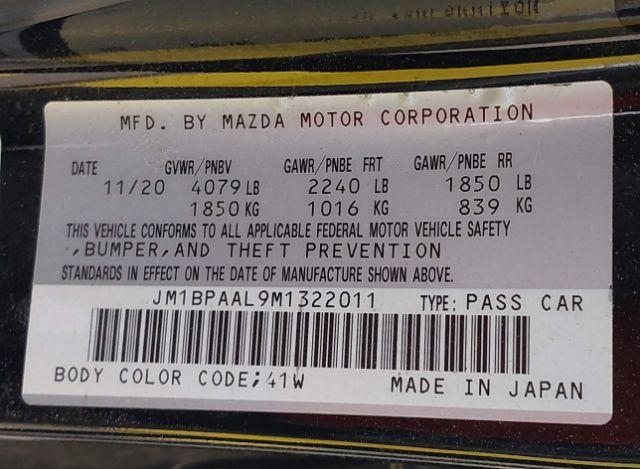 MFD. BY MAZDA MOTOR CORPORATION
DATE GVWR/PNBV GAWR/PNBE FRT GAWR/PNBE RR
11/20 4079 LB 2240 LB 1850 LB
1850 KG 1016 KG 839 KG
THIS VEHICLE CONFORMS TO ALL APPLICABLE FEDERAL MOTOR VEHICLE SAFETY
,BUMPER,AND THEFT PREVENTION
STANDARDS IN EFFECT ON THE DATE OF MANUFACTURE SHOWN ABOVE.
JM1BPAAL9M1322011 TYPE: PASS CAR
BODY COLOR CODE;41W MADE IN JAPAN